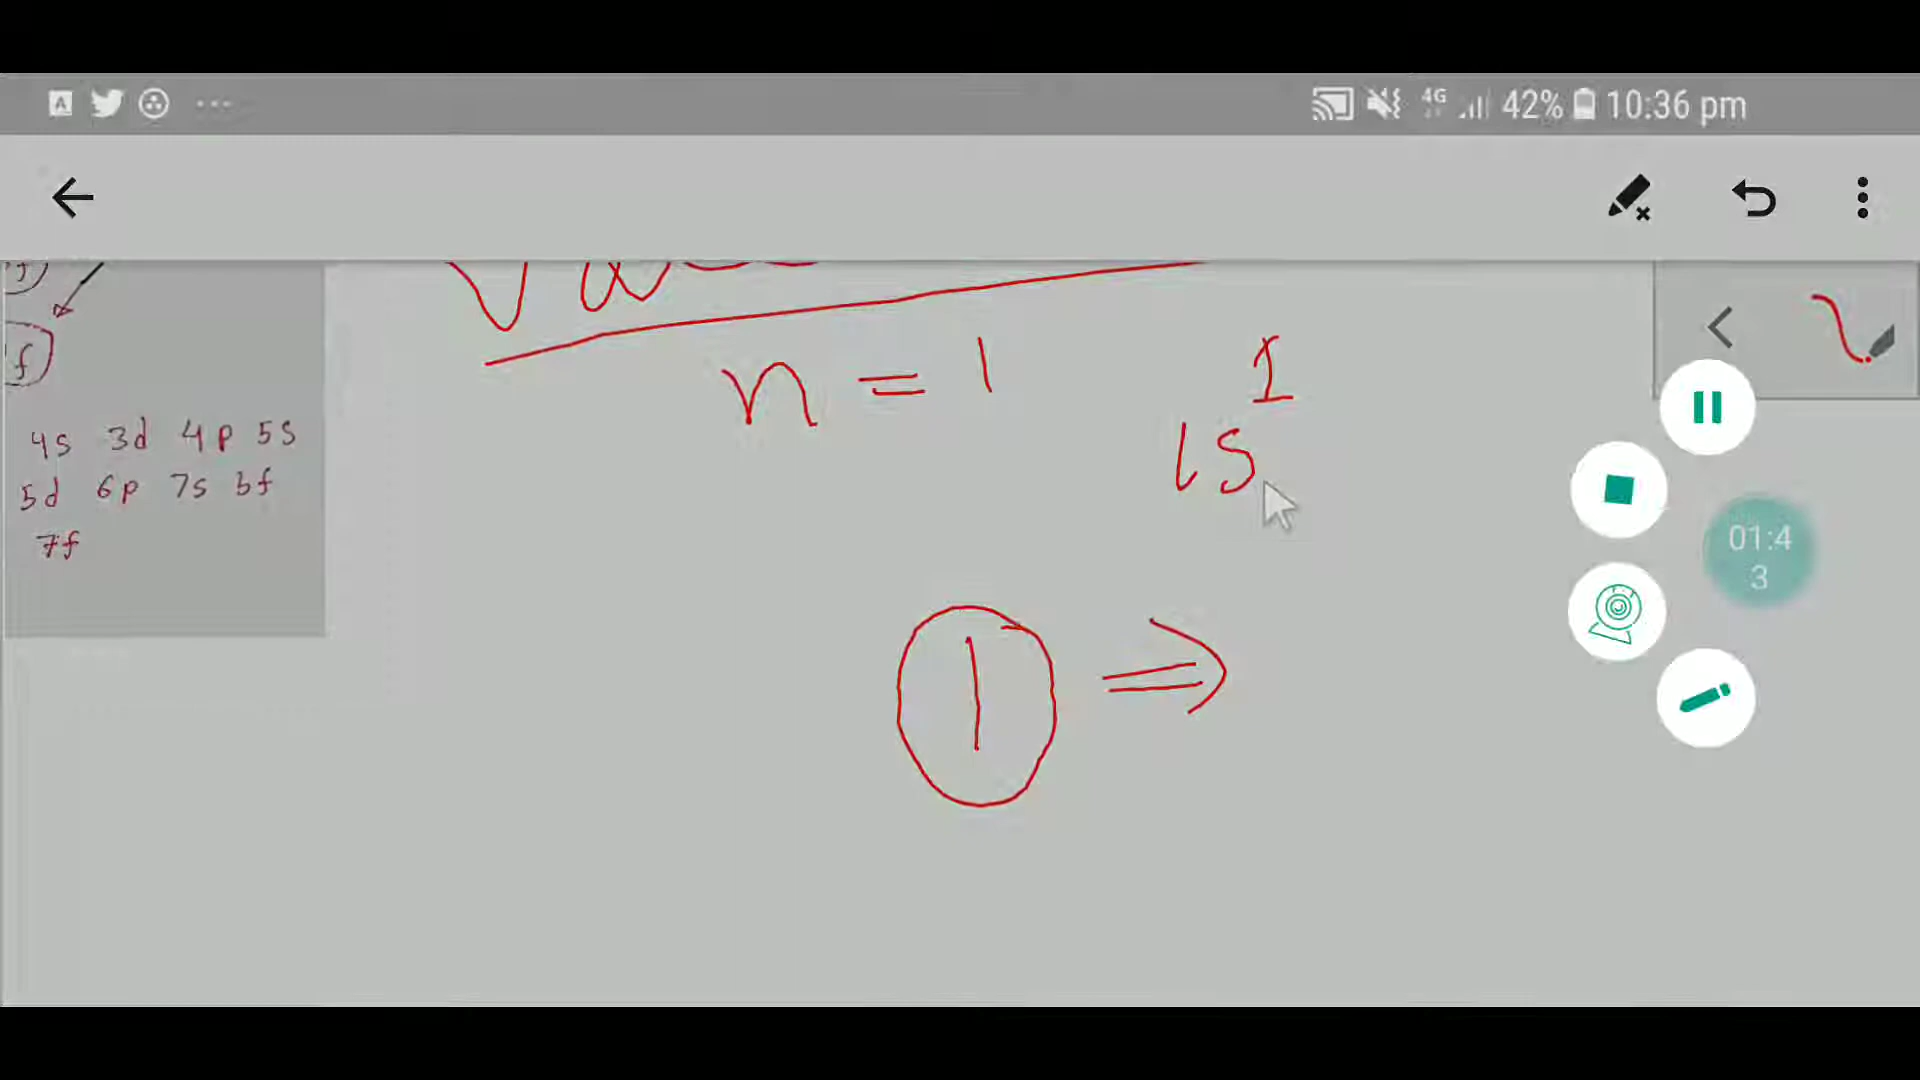 42% 10:36 pm
n = 1
1
1s
4s 3d 4p 5s
5d 6p 7s 5f
7f
f
1 ⇒
01:4
3